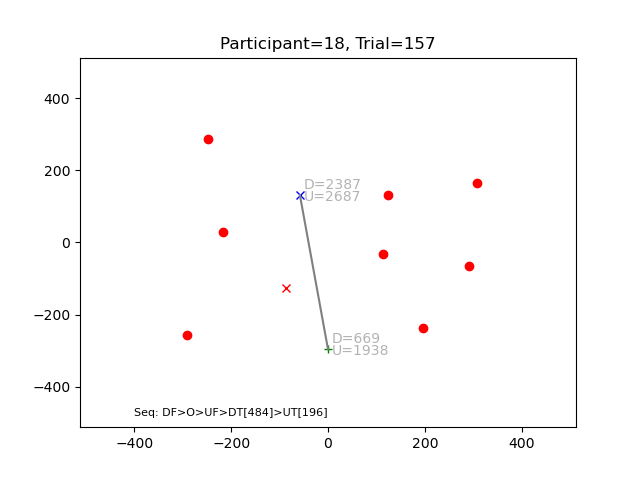 Participant=18, Trial=157
400
200
0
−200
−400
D=2387
U=2687
D=669
U=1938
Seq: DF>O>UF>DT[484]>UT[196]
−400
−200
0
200
400